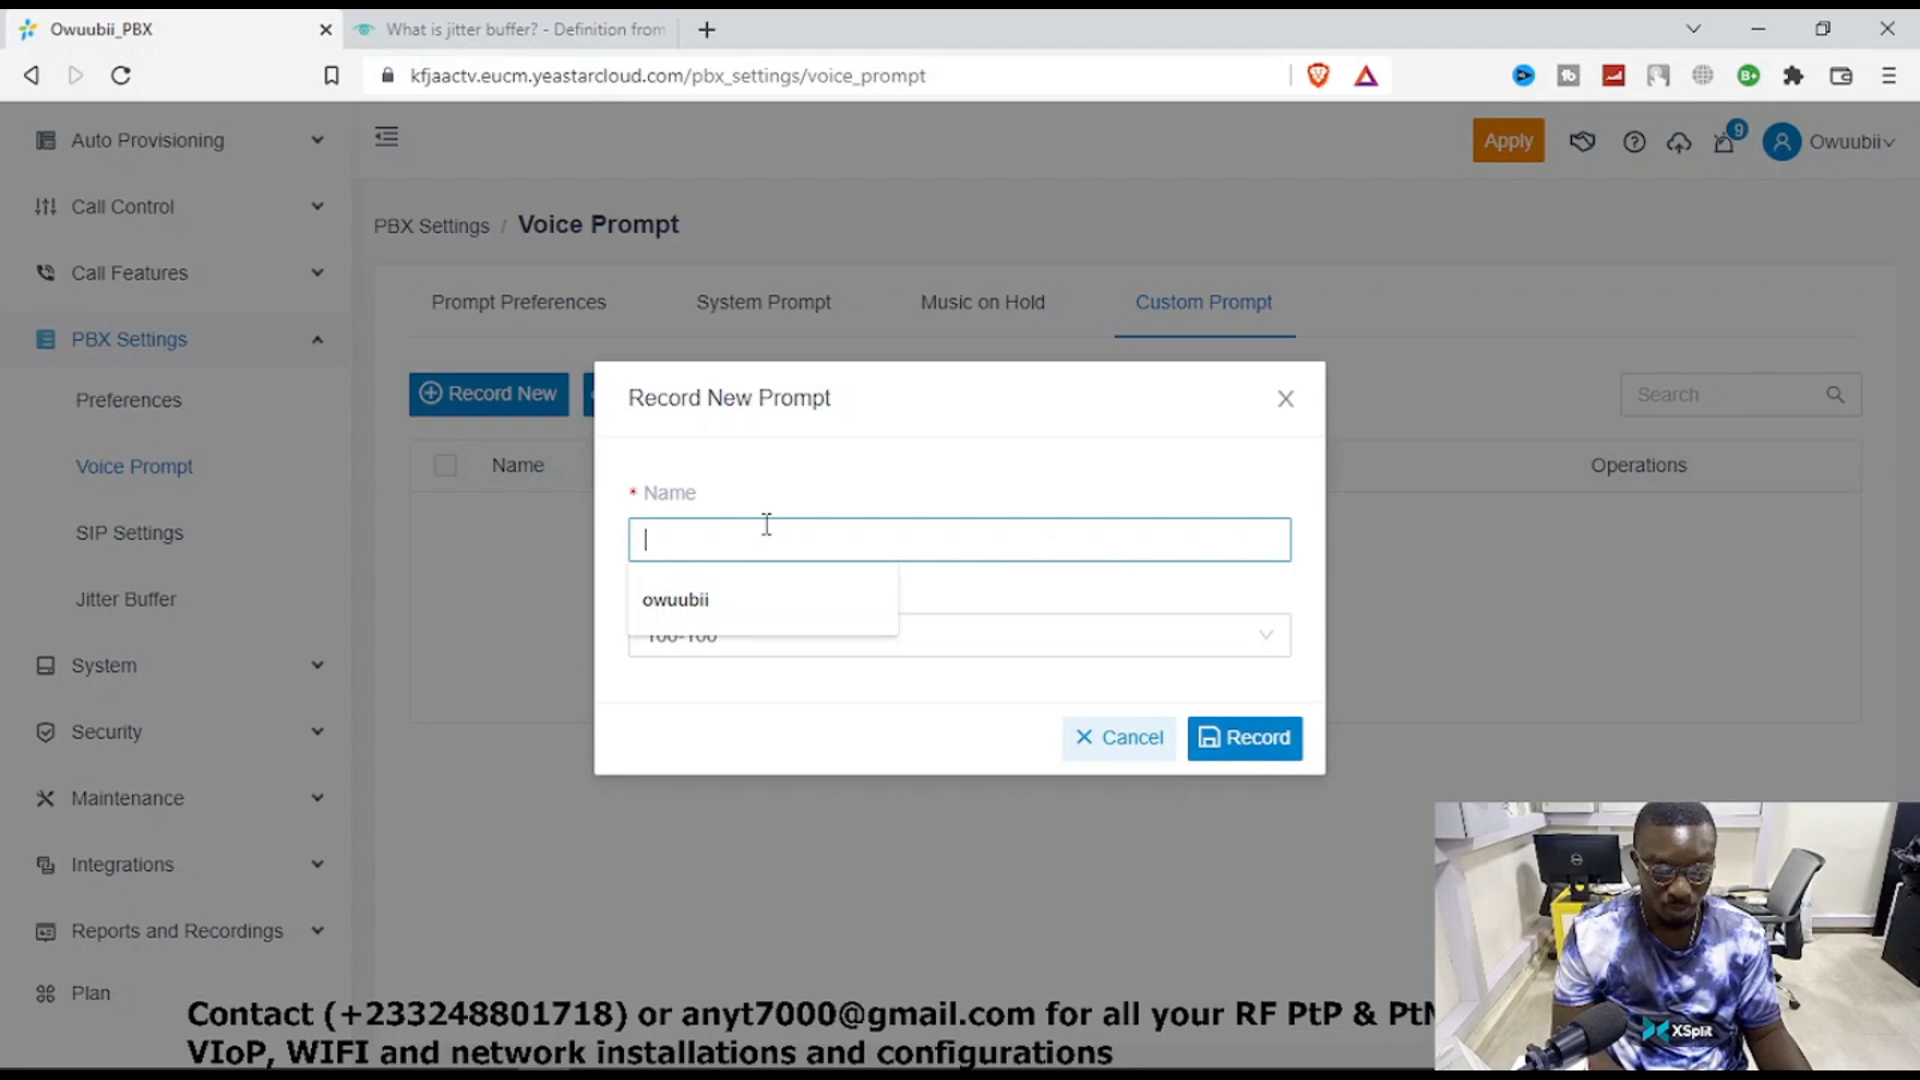 Owuubii_PBX
What is jitter buffer? - Definition from
kfjaactv.eucm.yeastarcloud.com/pbx_settings/voice_prompt
Auto Provisioning
Call Control
Call Features
PBX Settings
Preferences
Voice Prompt
SIP Settings
Jitter Buffer
System
Security
Maintenance
Integrations
Reports and Recordings
Plan
Apply
9
Owuubii
PBX Settings / Voice Prompt
Prompt Preferences
System Prompt
Music on Hold
Custom Prompt
Record New
Search
Name
Operations
Record New Prompt
* Name
owuubii
100-100
Cancel
Record
Contact (+233248801718) or anyt7000@gmail.com for all your RF PtP & PtM
VIoP, WIFI and network installations and configurations
XSplit